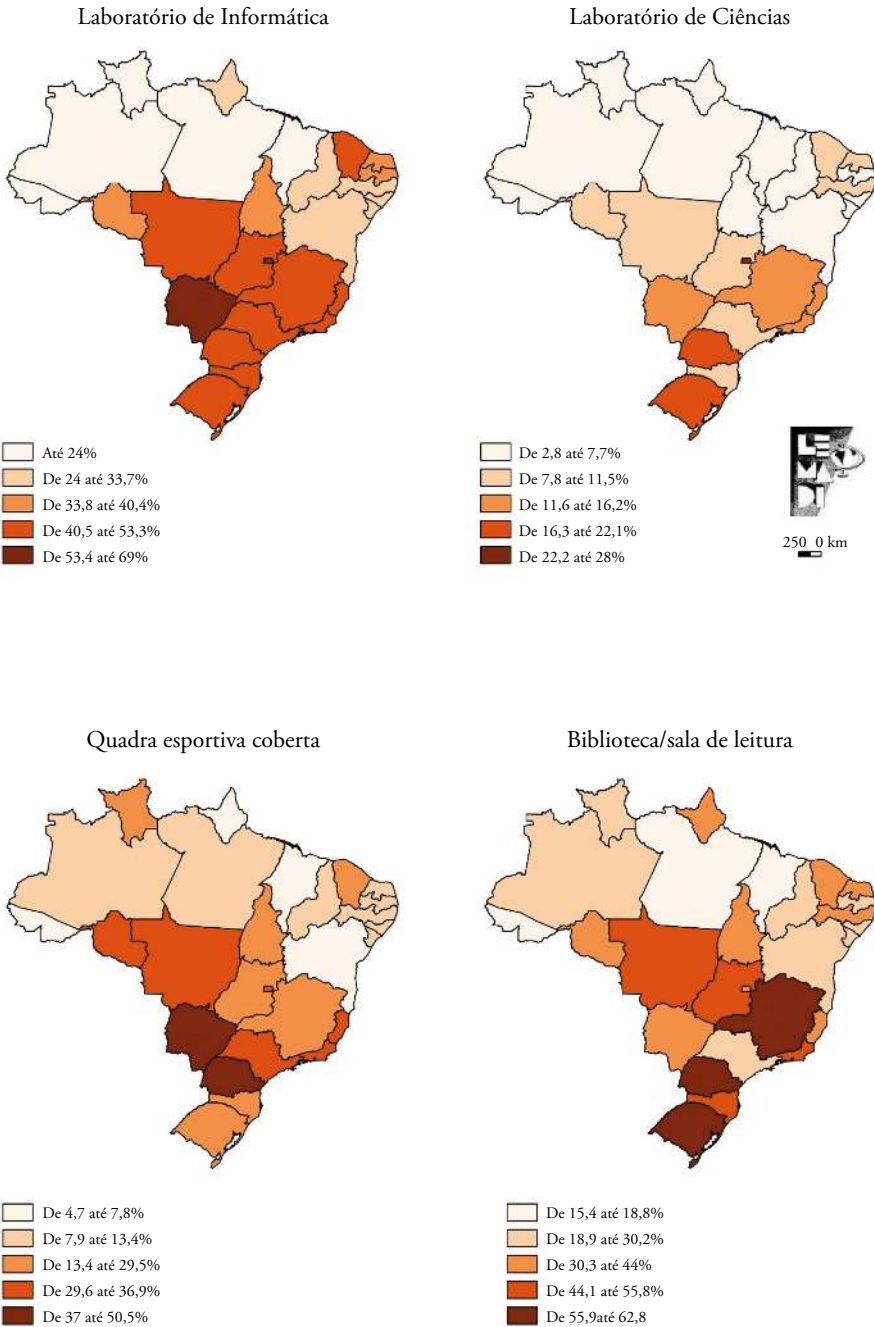 Laboratório de Informática
Laboratório de Ciências
Até 24%
De 24 até 33,7%
De 33,8 até 40,4%
De 40,5 até 53,3%
De 53,4 até 69%
De 2,8 até 7,7%
De 7,8 até 11,5%
De 11,6 até 16,2%
De 16,3 até 22,1%
De 22,2 até 28%
LE
MA
DI
250 0 km
Quadra esportiva coberta
Biblioteca/sala de leitura
De 4,7 até 7,8%
De 7,9 até 13,4%
De 13,4 até 29,5%
De 29,6 até 36,9%
De 37 até 50,5%
De 15,4 até 18,8%
De 18,9 até 30,2%
De 30,3 até 44%
De 44,1 até 55,8%
De 55,9até 62,8